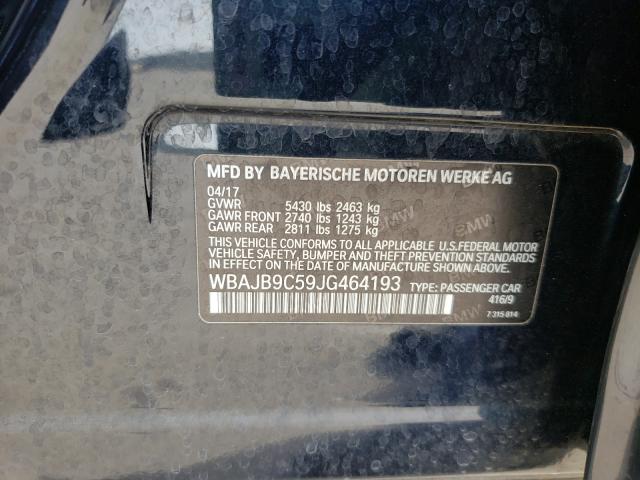 MFD BY BAYERISCHE MOTOREN WERKE AG
04/17
GVWR 5430 lbs 2463 kg
GAWR FRONT 2740 lbs 1243 kg
GAWR REAR 2811 lbs 1275 kg
THIS VEHICLE CONFORMS TO ALL APPLICABLE U.S.FEDERAL MOTOR
VEHICLE SAFETY, BUMPER AND THEFT PREVENTION
STANDARDS IN EFFECT ON THE DATE OF MANUFACTURE SHOWN ABOVE.
WBAJB9C59JG464193 TYPE: PASSENGER CAR
416/9
7 315 814